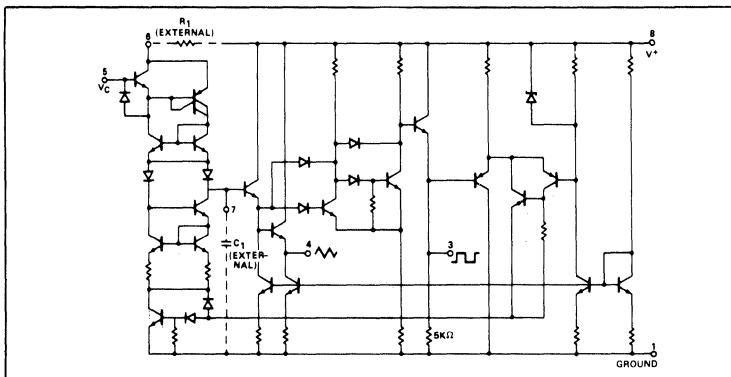 R1
(EXTERNAL)
6
8
V+
5
VC
7
C1
(EXTER-
NAL)
4
3
5KΩ
1
GROUND